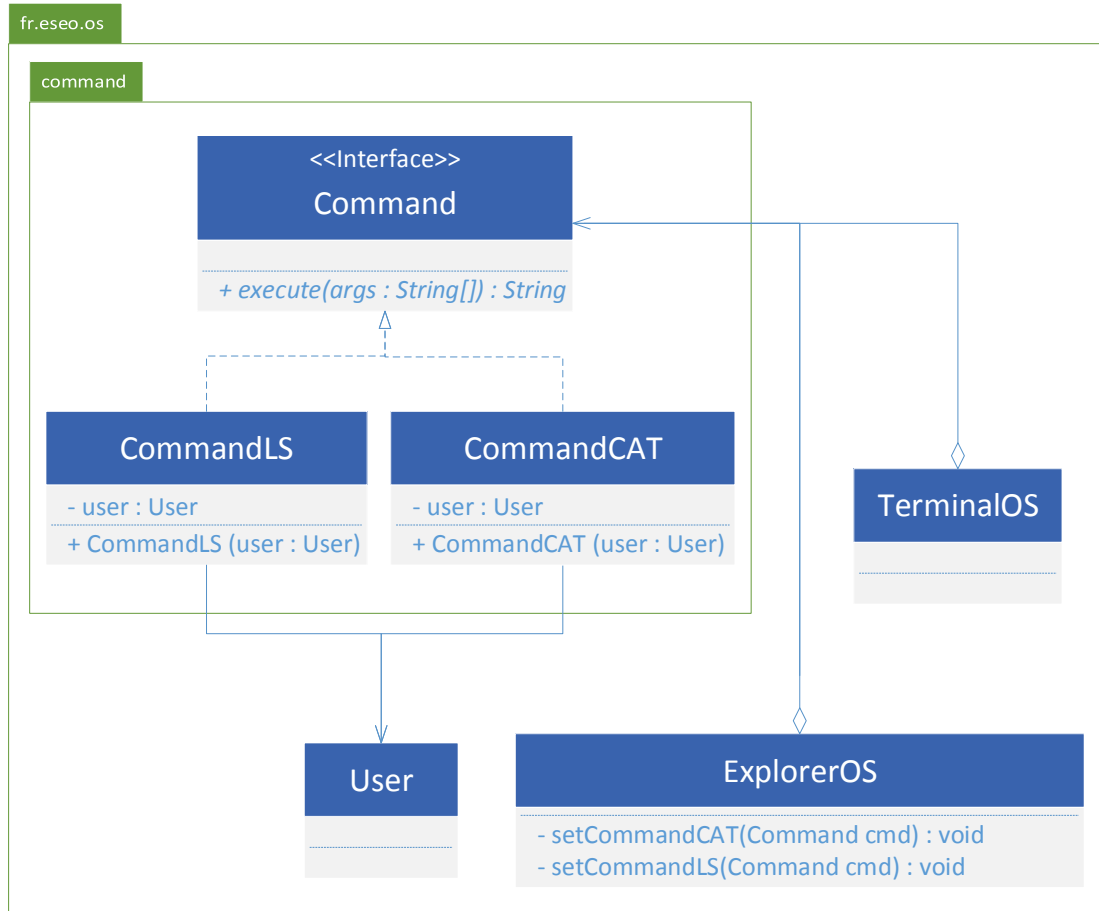 fr.eseo.os
command
<<Interface>>
Command
+ execute(args : String[]) : String
CommandLS
- user : User
+ CommandLS (user : User)
CommandCAT
- user : User
+ CommandCAT (user : User)
TerminalOS
User
ExplorerOS
- setCommandCAT(Command cmd) : void
- setCommandLS(Command cmd) : void